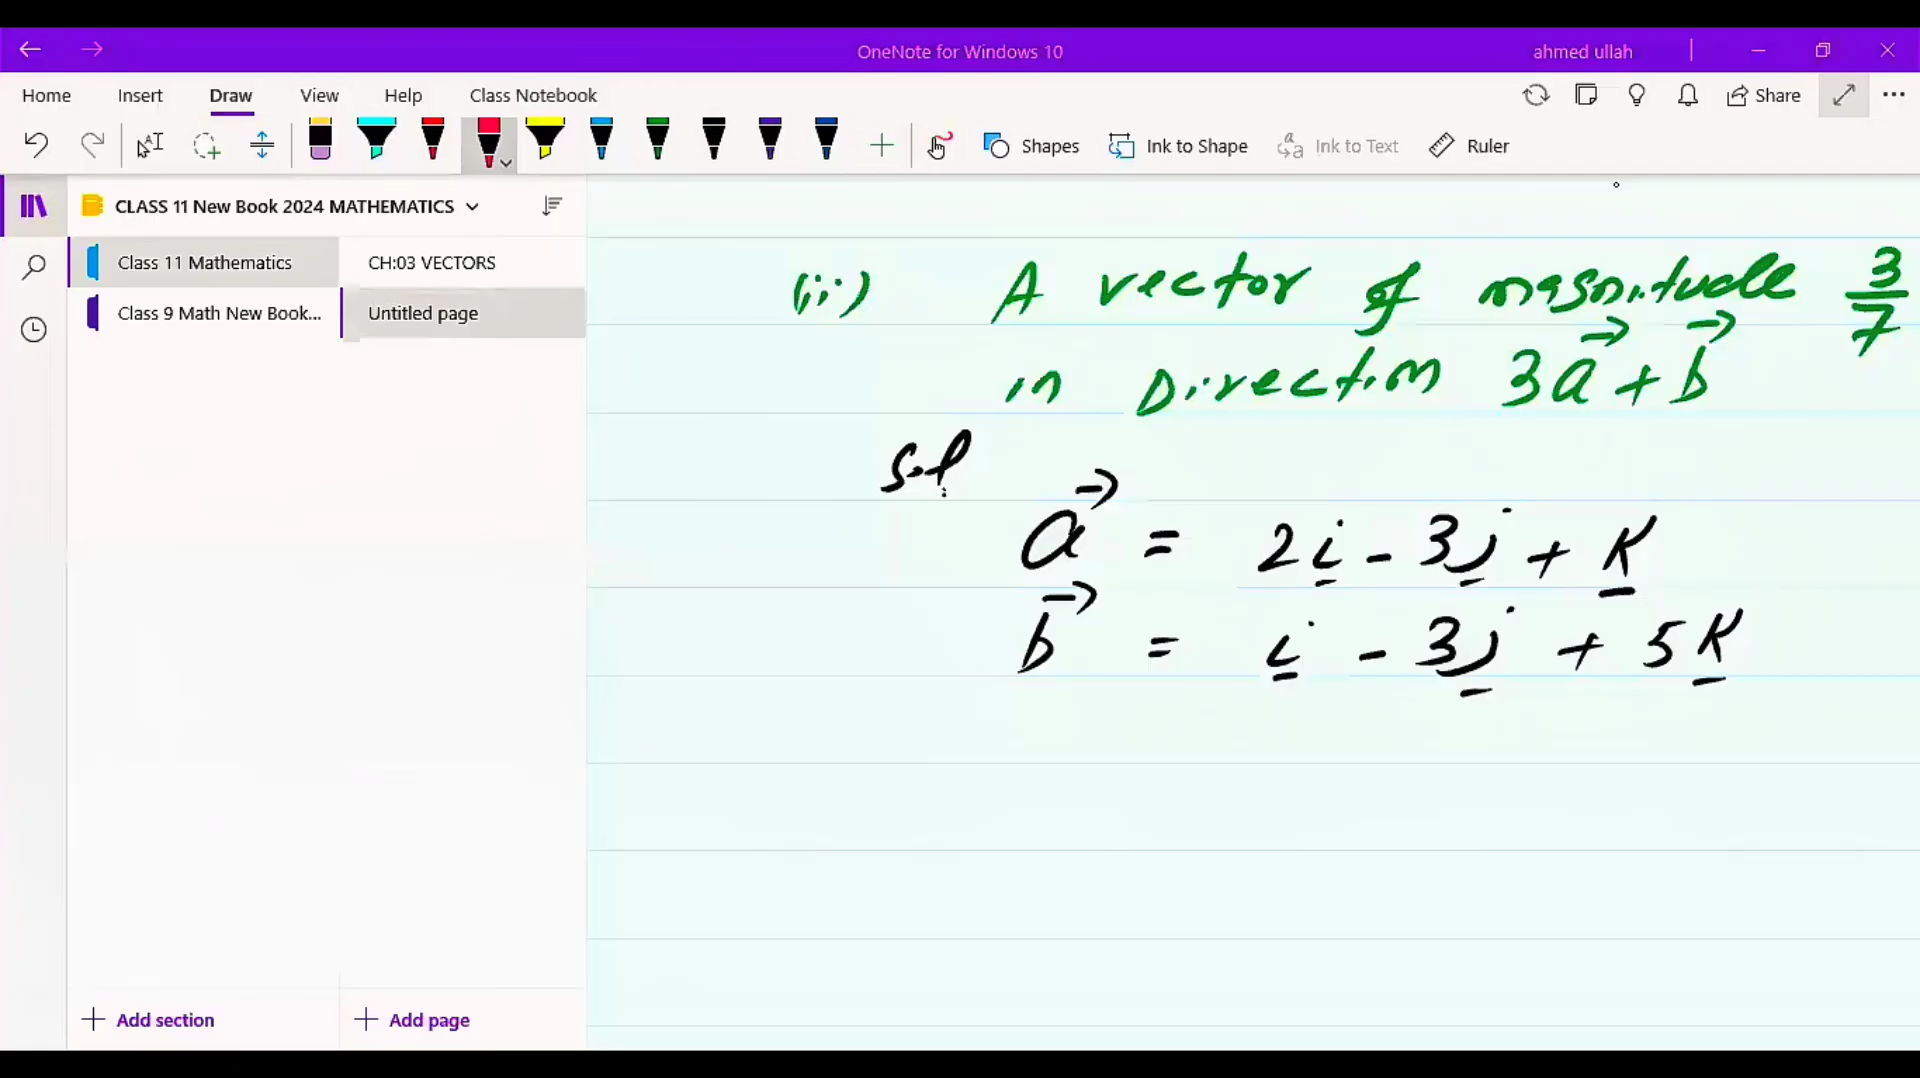 OneNote for Windows 10
ahmed ullah
Home Insert Draw View Help Class Notebook Share
Shapes Ink to Shape Ink to Text Ruler
CLASS 11 New Book 2024 MATHEMATICS
Class 11 Mathematics
CH:03 VECTORS
Class 9 Math New Book...
Untitled page
(ii) A vector of magnitude 3/7
in Direction 3a⃗ + b⃗
Sol
a⃗ = 2i - 3j + K
b⃗ = i - 3j + 5K
+ Add section
+ Add page